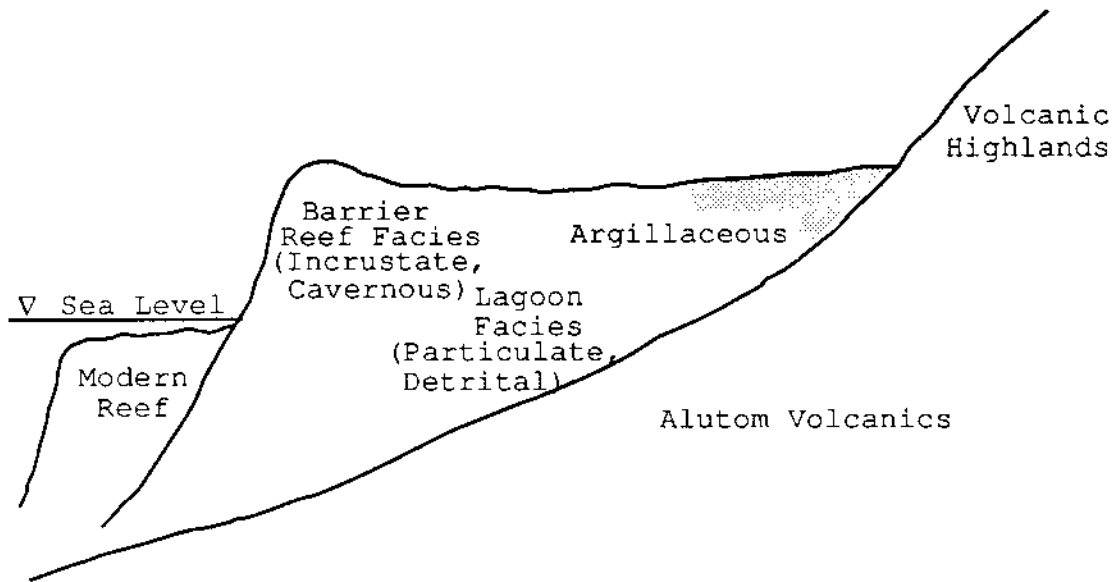 Volcanic
Highlands
Barrier
Reef Facies
(Incrustate,
Cavernous)
Argillaceous
∇ Sea Level
Lagoon
Facies
(Particulate,
Detrital)
Modern
Reef
Alutom Volcanics